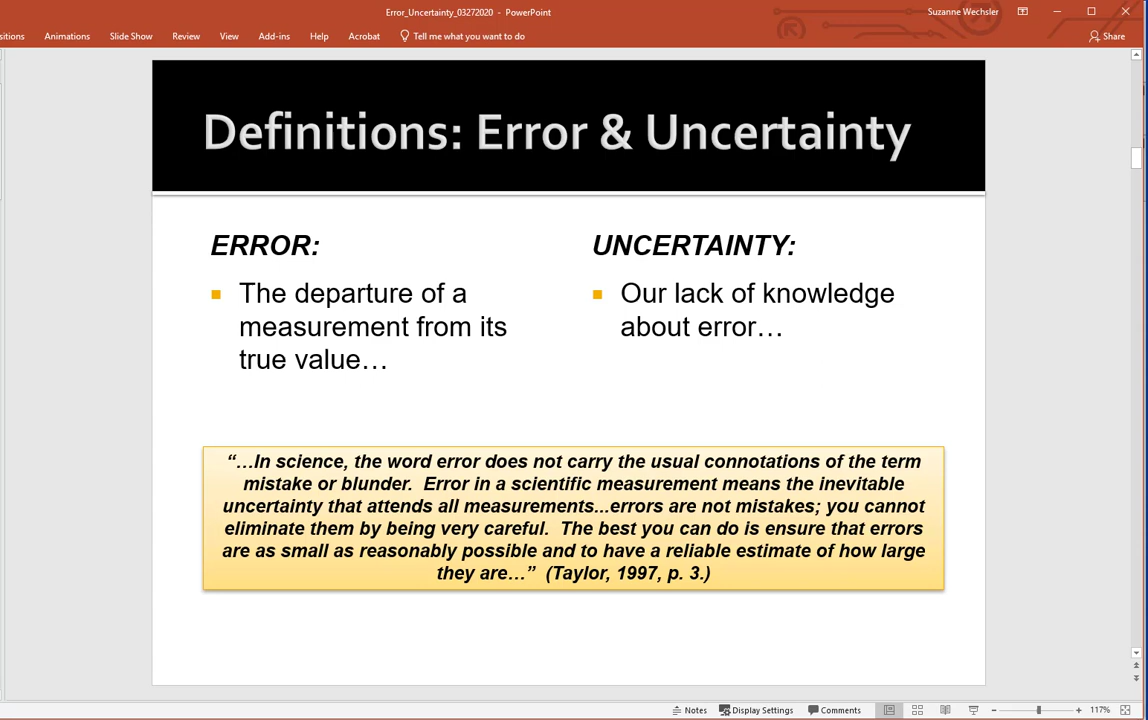 Error_Uncertainty_03272020 - PowerPoint
Suzanne Wechsler
sitions Animations Slide Show Review View Add-ins Help Acrobat Tell me what you want to do Share
Definitions: Error & Uncertainty
ERROR:
The departure of a
measurement from its
true value…
UNCERTAINTY:
Our lack of knowledge
about error…
“…In science, the word error does not carry the usual connotations of the term
mistake or blunder. Error in a scientific measurement means the inevitable
uncertainty that attends all measurements...errors are not mistakes; you cannot
eliminate them by being very careful. The best you can do is ensure that errors
are as small as reasonably possible and to have a reliable estimate of how large
they are…” (Taylor, 1997, p. 3.)
Notes Display Settings Comments 117%